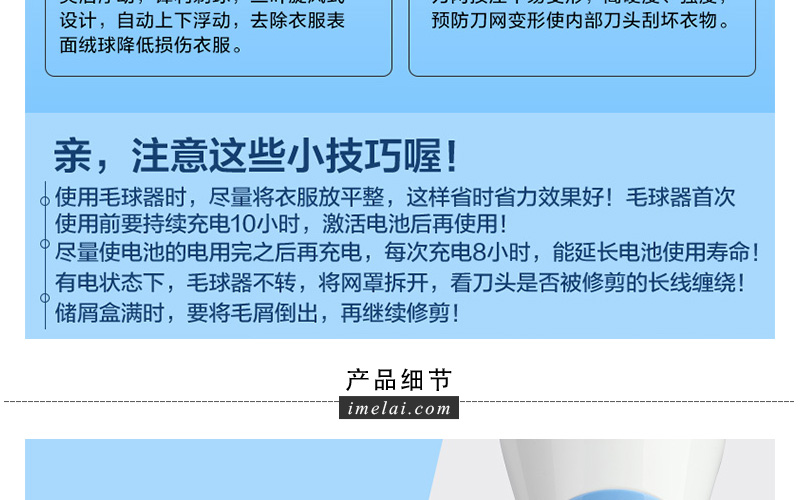 设计，自动上下浮动，去除衣服表
面绒球降低损伤衣服。
预防刀网变形使内部刀头刮坏衣物。
亲，注意这些小技巧喔！
使用毛球器时，尽量将衣服放平整，这样省时省力效果好！毛球器首次
使用前要持续充电10小时，激活电池后再使用！
尽量使电池的电用完之后再充电，每次充电8小时，能延长电池使用寿命！
有电状态下，毛球器不转，将网罩拆开，看刀头是否被修剪的长线缠绕！
储屑盒满时，要将毛屑倒出，再继续修剪！
产品细节
imelai.com